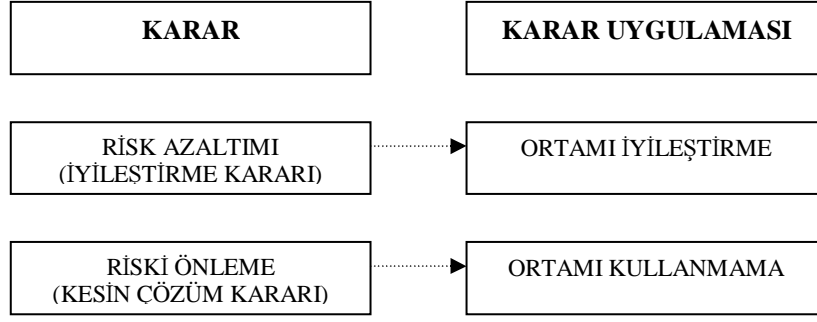 KARAR
KARAR UYGULAMASI
RİSK AZALTIMI
(İYİLEŞTİRME KARARI)
ORTAMI İYİLEŞTİRME
RİSKİ ÖNLEME
(KESİN ÇÖZÜM KARARI)
ORTAMI KULLANMAMA